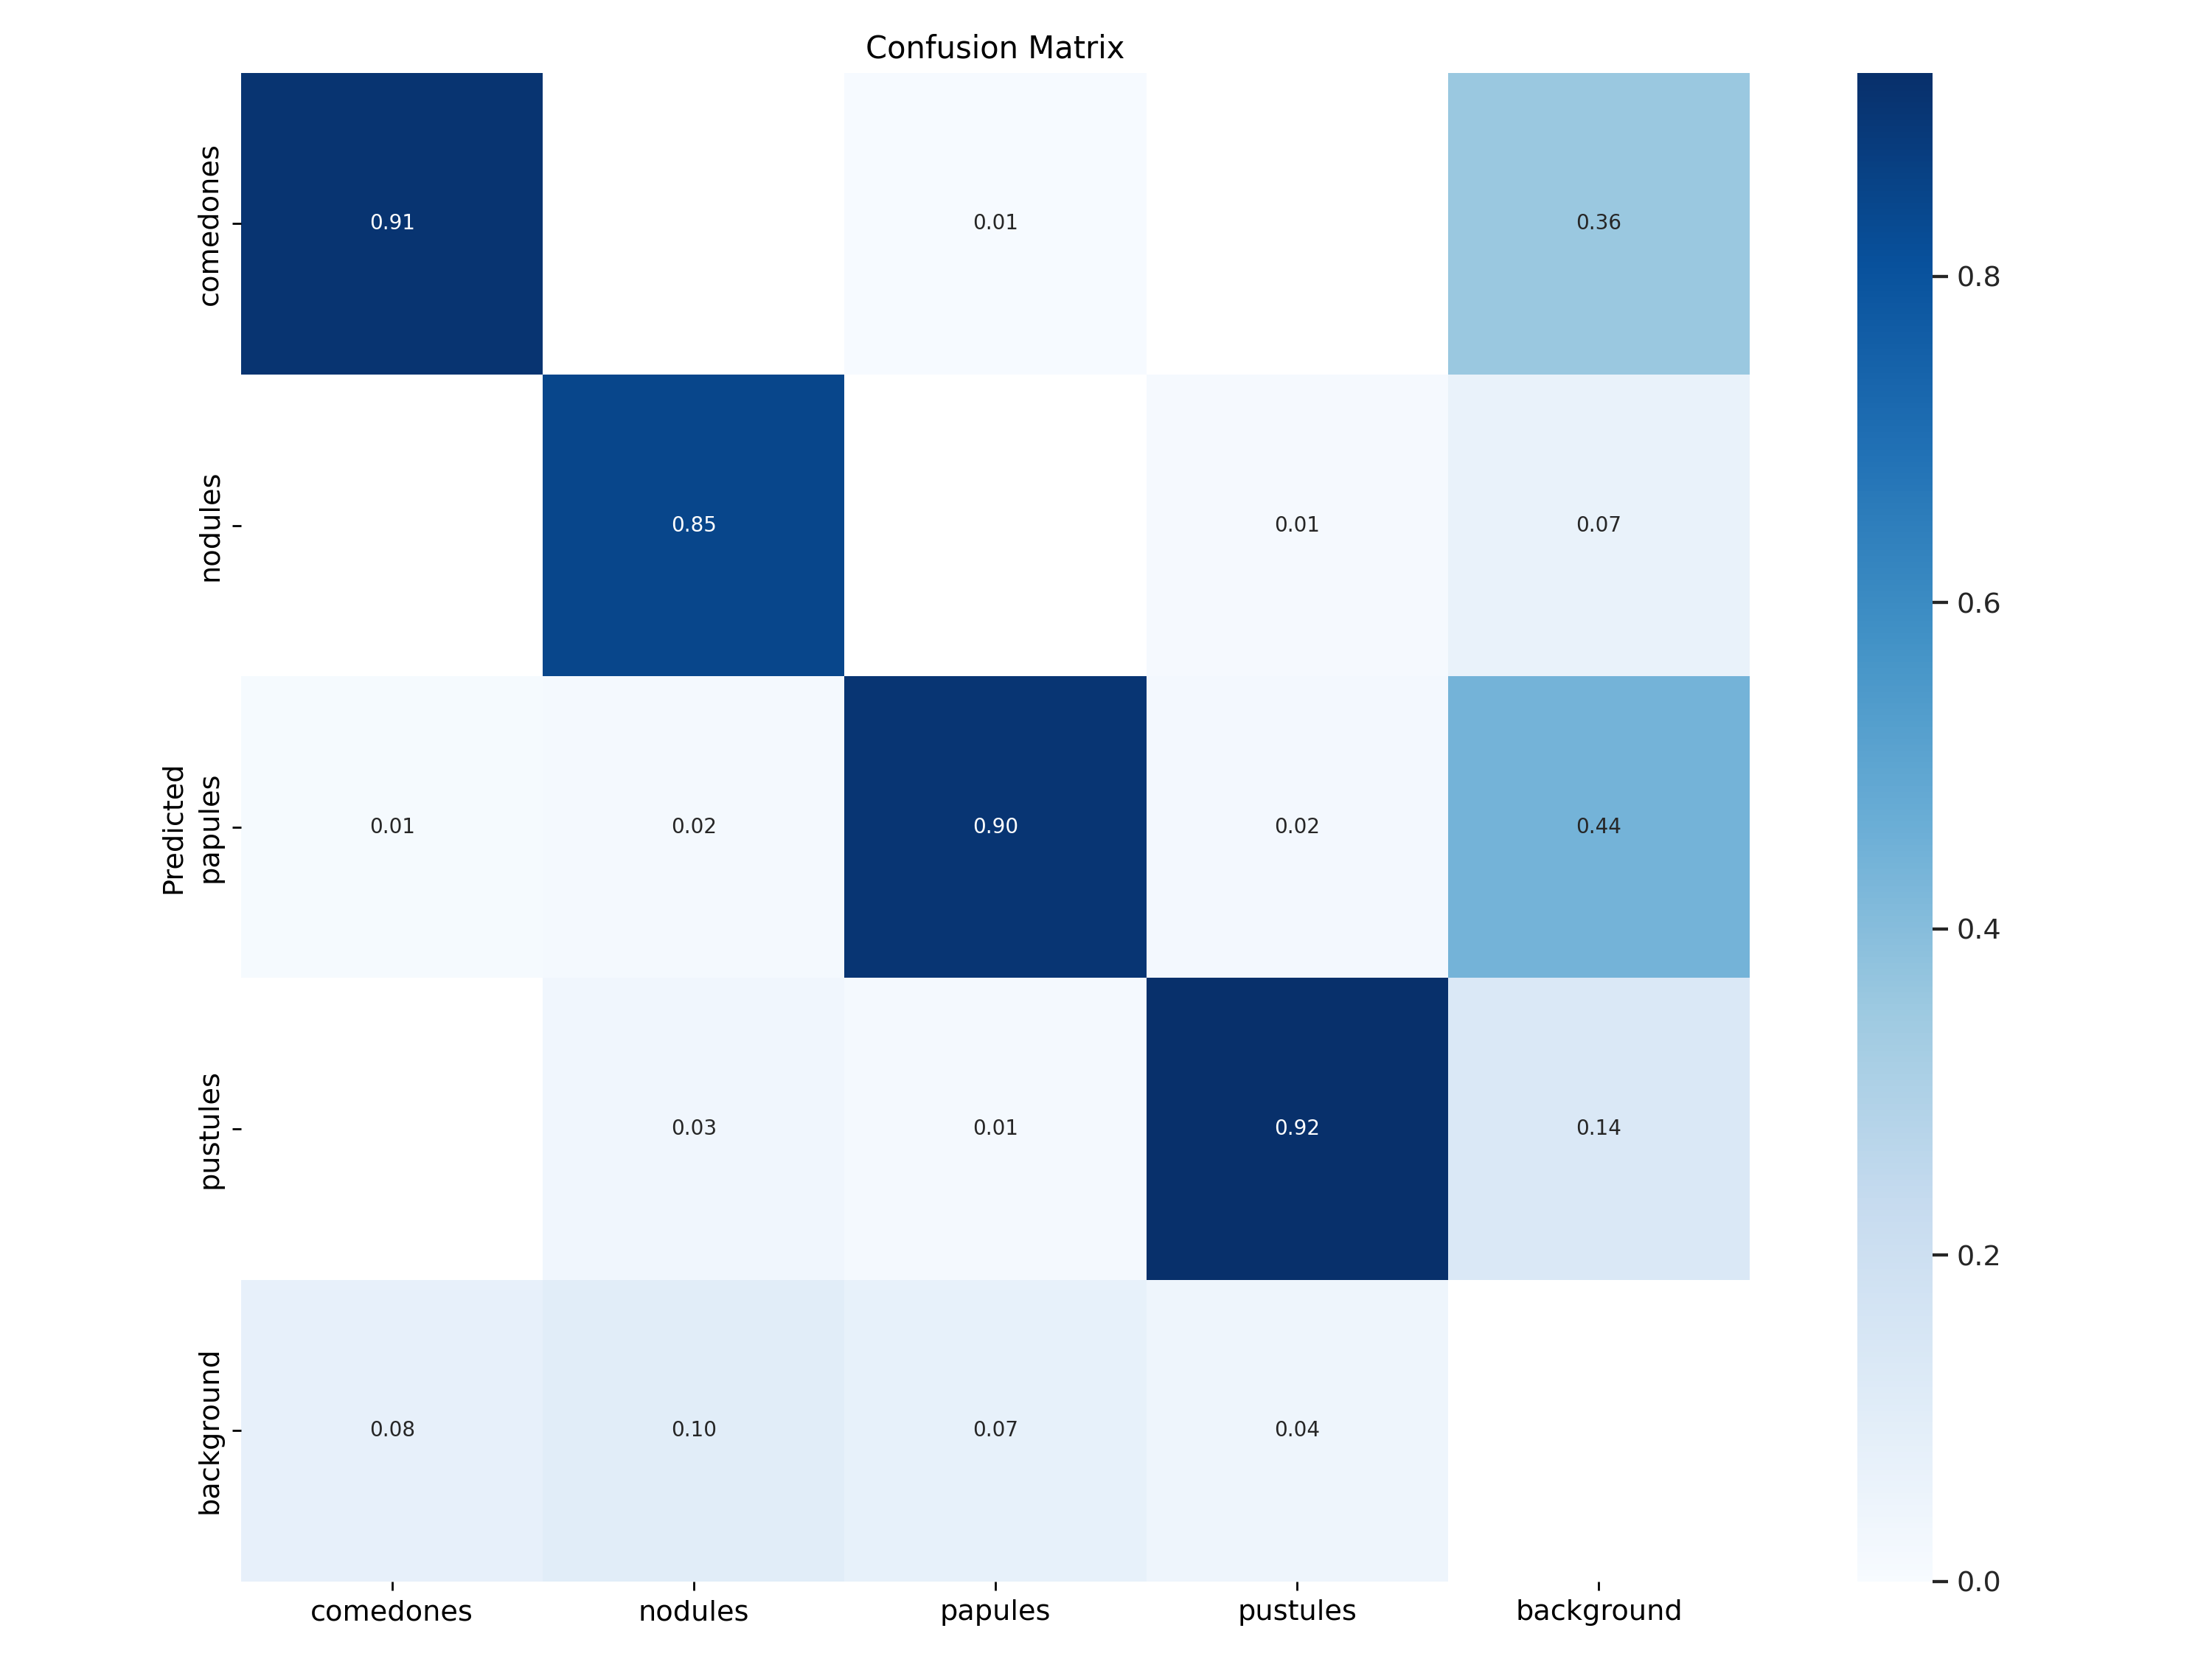 Confusion Matrix
comedones
0.91
0.01
0.36
nodules
0.85
0.01
0.07
Predicted
papules
0.01
0.02
0.90
0.02
0.44
pustules
0.03
0.01
0.92
0.14
background
0.08
0.10
0.07
0.04
comedones
nodules
papules
pustules
background
0.8
0.6
0.4
0.2
0.0